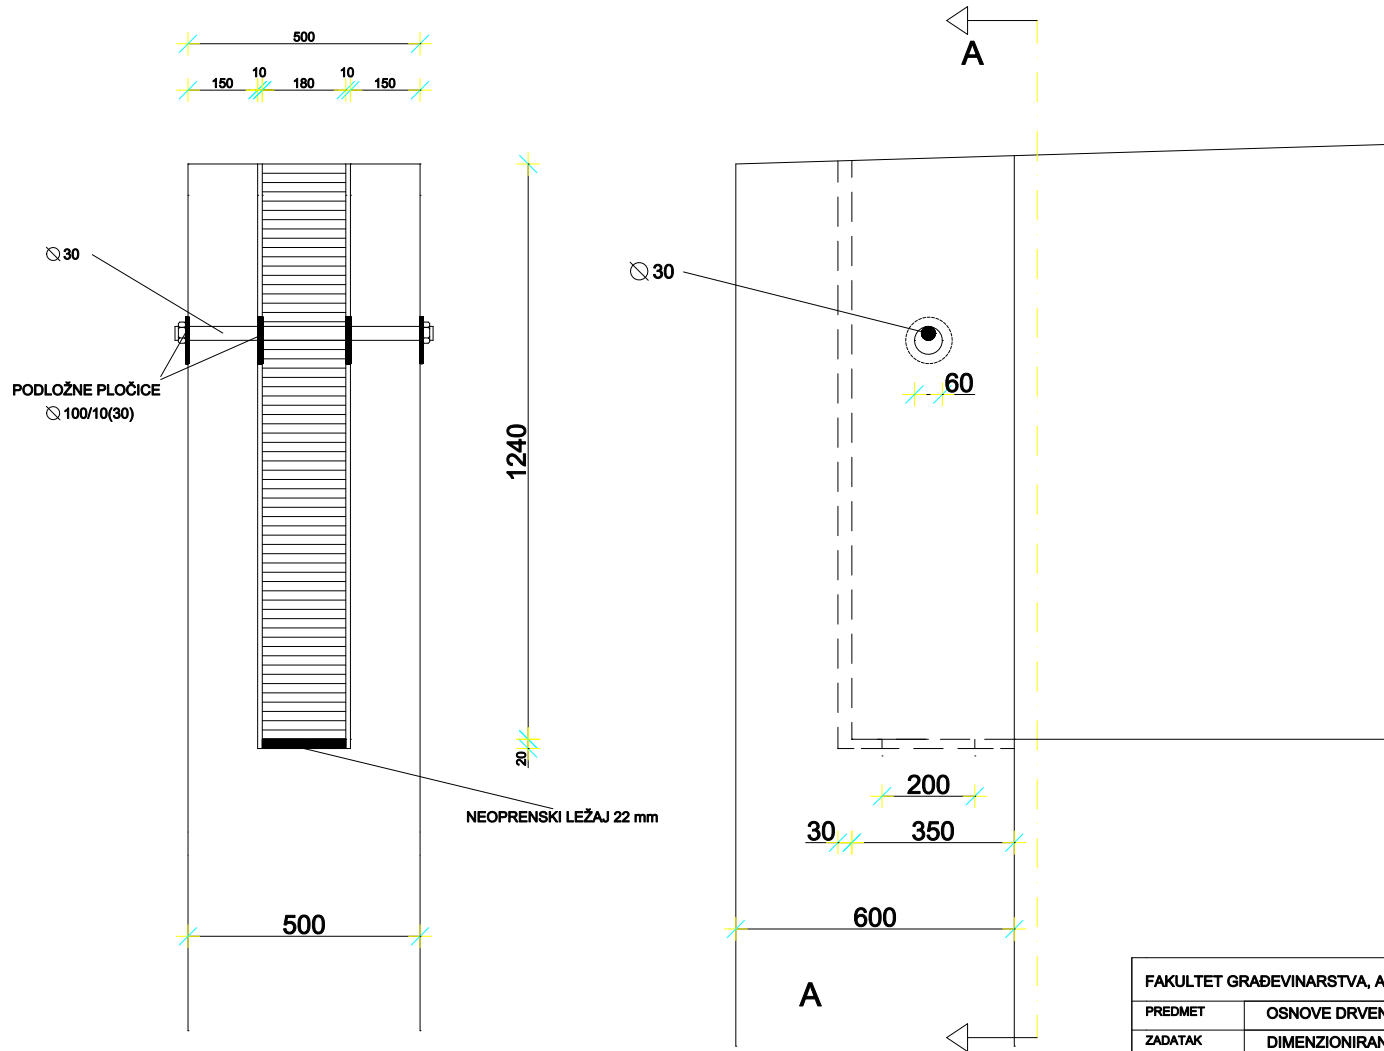 500
150
10
180
10
150
A
∅ 30
∅ 30
PODLOŽNE PLOČICE
∅ 100/10(30)
60
1240
20
200
NEOPRENSKI LEŽAJ 22 mm
30
350
500
600
A
FAKULTET GRAĐEVINARSTVA, A
PREDMET OSNOVE DRVEN
ZADATAK DIMENZIONIRAN